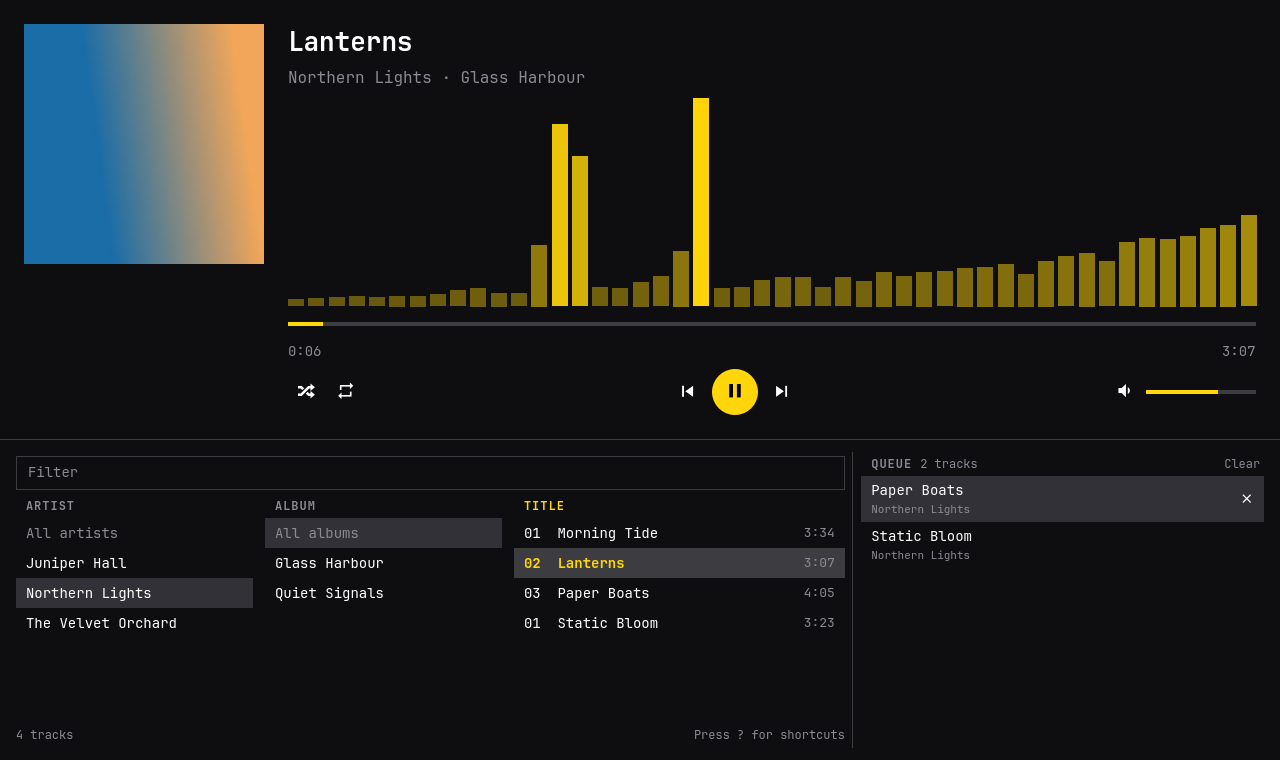 Lanterns
Northern Lights · Glass Harbour
0:06 3:07
Filter
ARTIST ALBUM TITLE
All artists All albums 01 Morning Tide 3:34
Juniper Hall Glass Harbour 02 Lanterns 3:07
Northern Lights Quiet Signals 03 Paper Boats 4:05
The Velvet Orchard 01 Static Bloom 3:23
4 tracks Press ? for shortcuts
QUEUE 2 tracks Clear
Paper Boats
Northern Lights
Static Bloom
Northern Lights